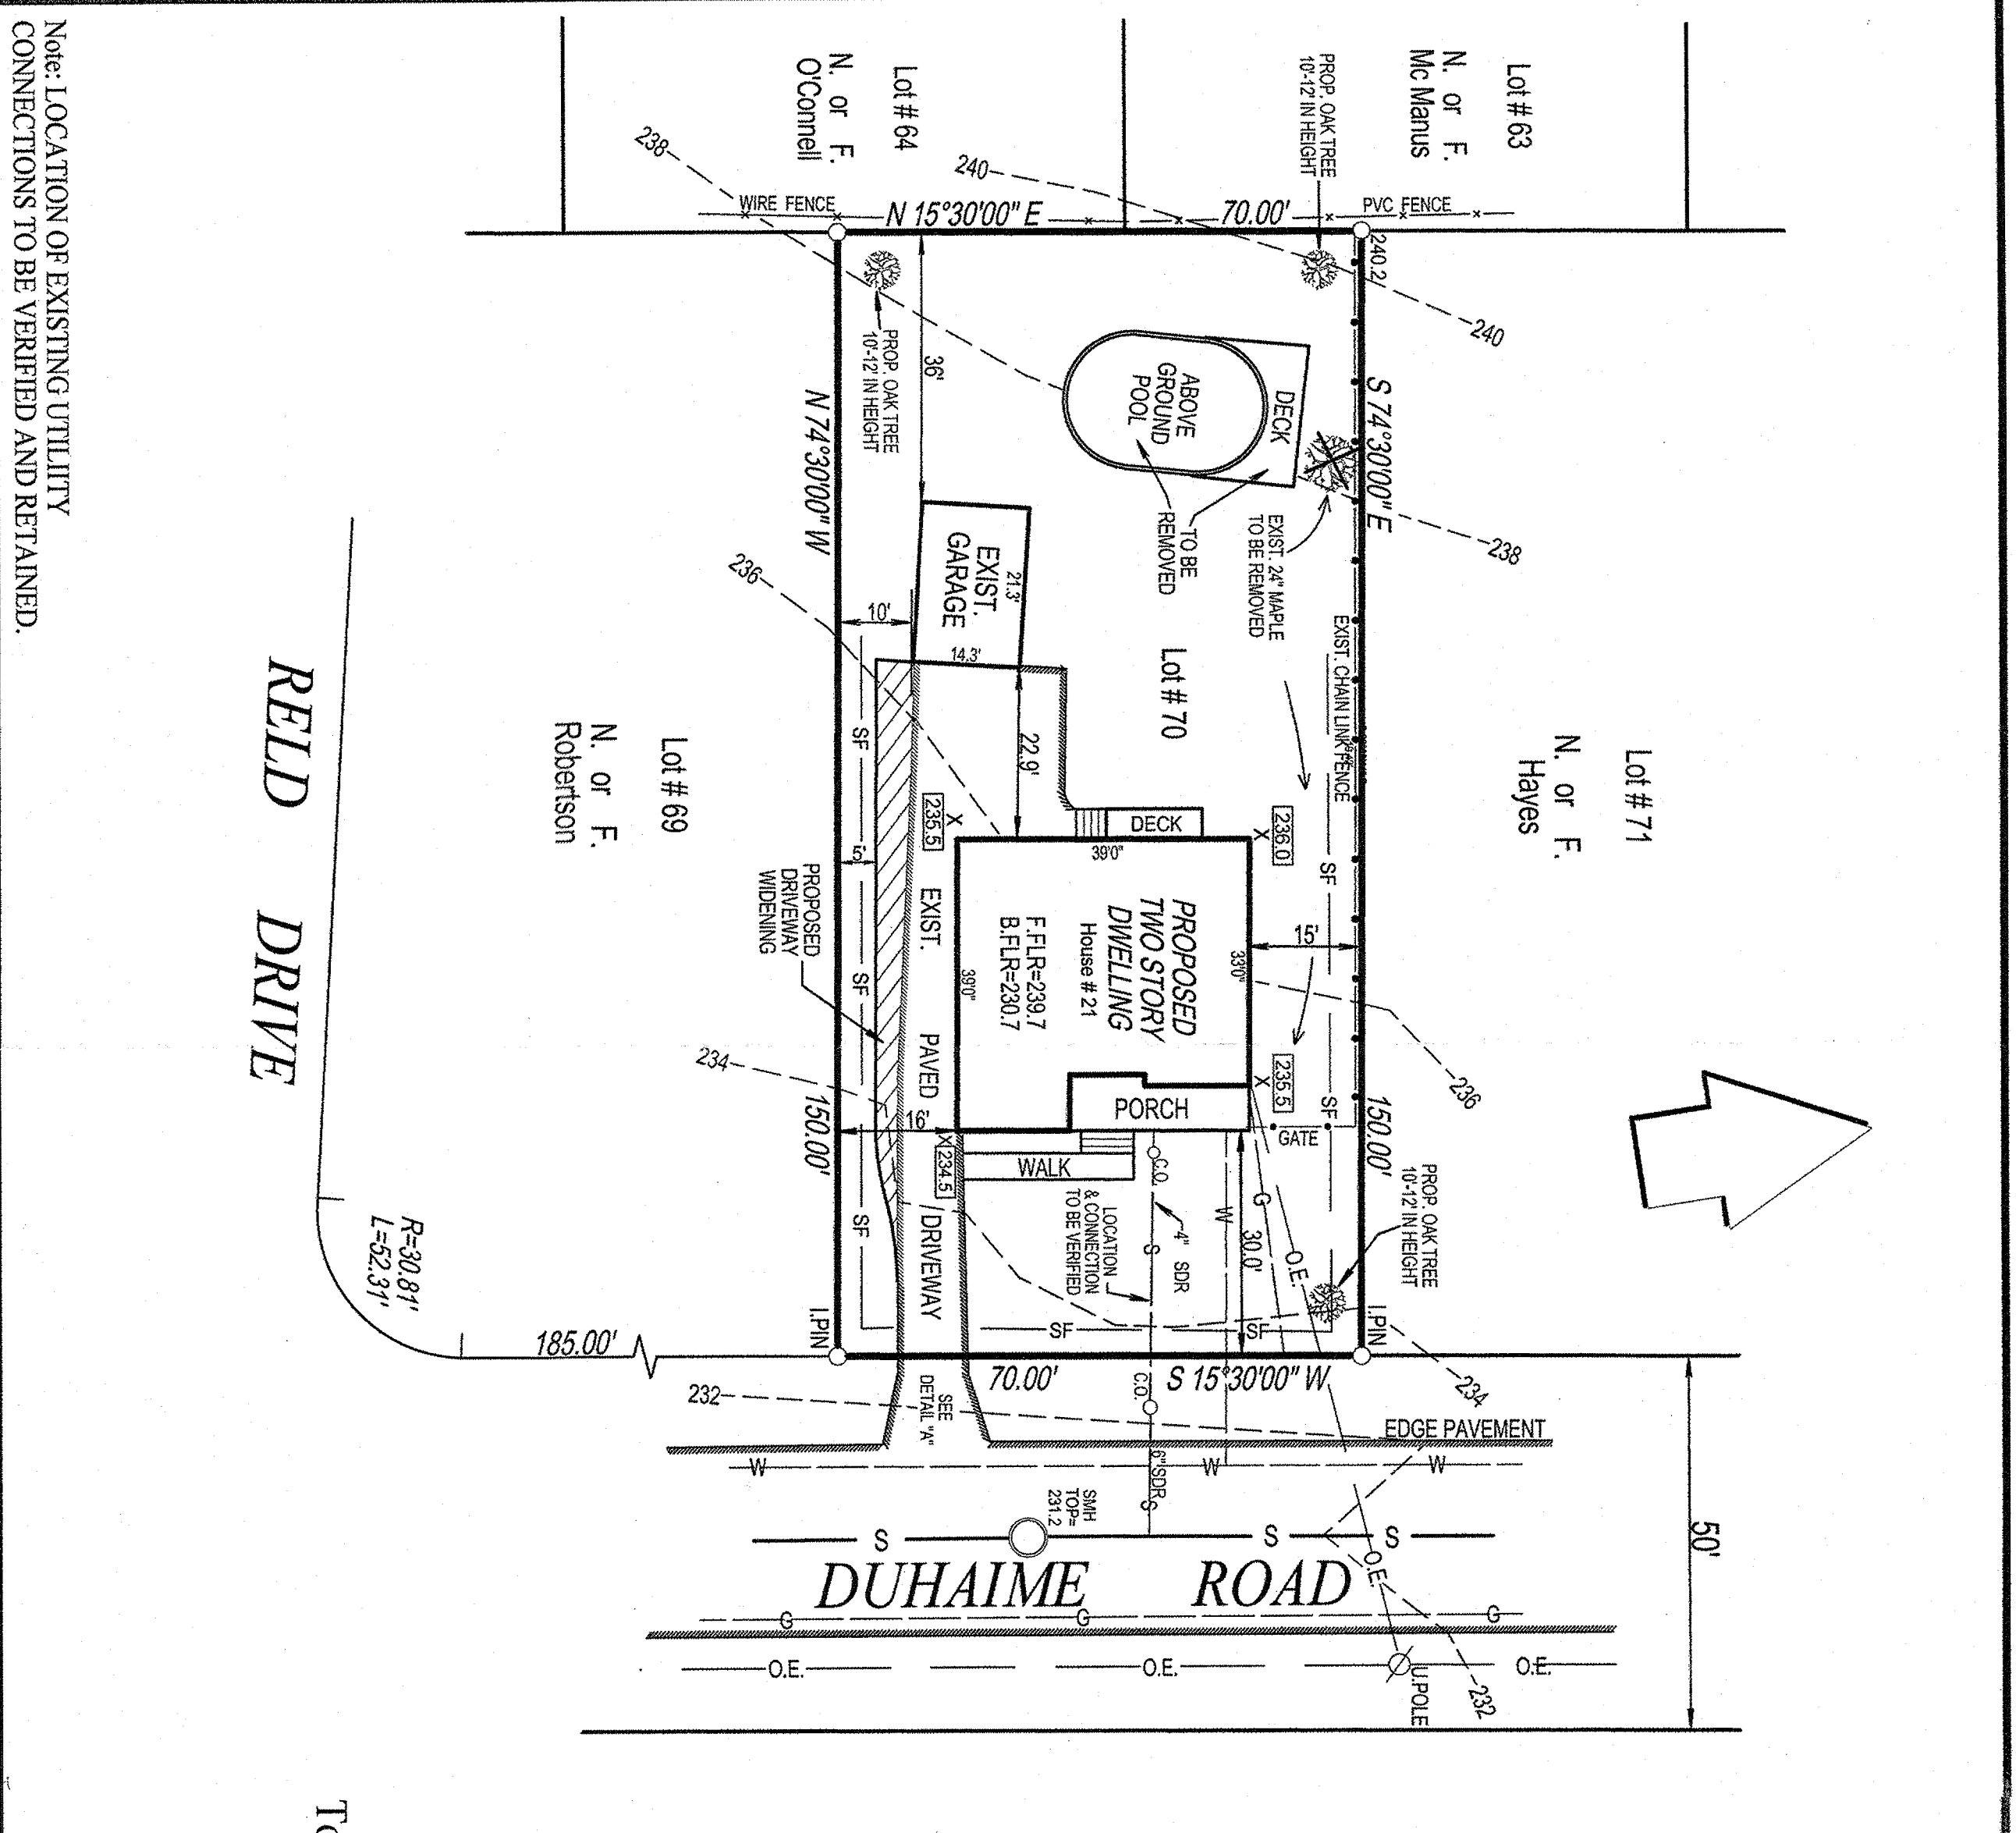 Note: LOCATION OF EXISTING UTILIITY
CONNECTIONS TO BE VERIFIED AND RETAINED.
Lot # 64
N. or F.
O'Connell
Lot # 63
N. or F.
Mc Manus
PROP. OAK TREE
10'-12' IN HEIGHT
238
240
WIRE FENCE
N 15°30'00" E
70.00'
PVC FENCE
240.2
240
PROP. OAK TREE
10'-12' IN HEIGHT
36'
N 74°30'00" W
150.00'
ABOVE
GROUND
POOL
DECK
TO BE
REMOVED
EXIST. 24" MAPLE
TO BE REMOVED
S 74°30'00" E
150.00'
238
EXIST. CHAIN LINK FENCE
236
EXIST.
GARAGE
21.3'
14.3'
10'
22.9'
Lot # 70
Lot # 71
N. or F.
Hayes
Lot # 69
N. or F.
Robertson
RELD DRIVE
SF
SF
SF
5'
PROPOSED
DRIVEWAY
WIDENING
235.5
X
EXIST. PAVED DRIVEWAY
DECK
39'0"
X
236.0
SF
PROPOSED
TWO STORY
DWELLING
House # 21
F.FLR=239.7
B.FLR=230.7
39'0"
33'0"
15'
236
234
16'
X
234.5
PORCH
X
235.5
SF
GATE
WALK
C.O.
4" SDR
S
LOCATION
& CONNECTION
TO BE VERIFIED
W
30.0'
G
O.E.
PROP. OAK TREE
10'-12' IN HEIGHT
R=30.81'
L=52.31'
185.00'
I.PIN
SF
SF
I.PIN
234
70.00'
S 15°30'00" W
232
SEE
DETAIL "A"
C.O.
EDGE PAVEMENT
W
W
W
6" SDR
S
SMH
TOP=
231.2
S
S
S
DUHAIME ROAD
O.E.
G
G
G
O.E.
O.E.
O.E.
U.POLE
232
50'